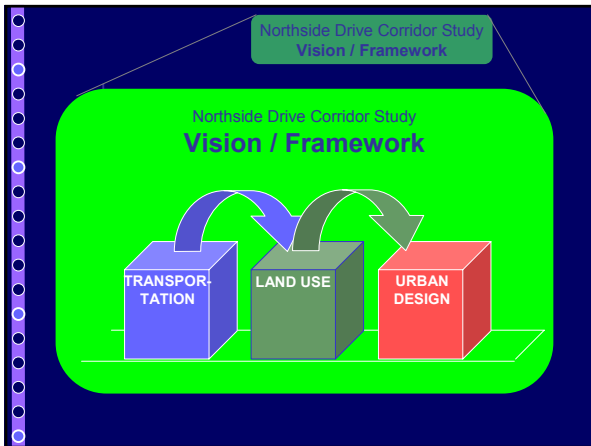 Northside Drive Corridor Study
Vision / Framework
Northside Drive Corridor Study
Vision / Framework
TRANSPOR-
TATION
LAND USE
URBAN
DESIGN